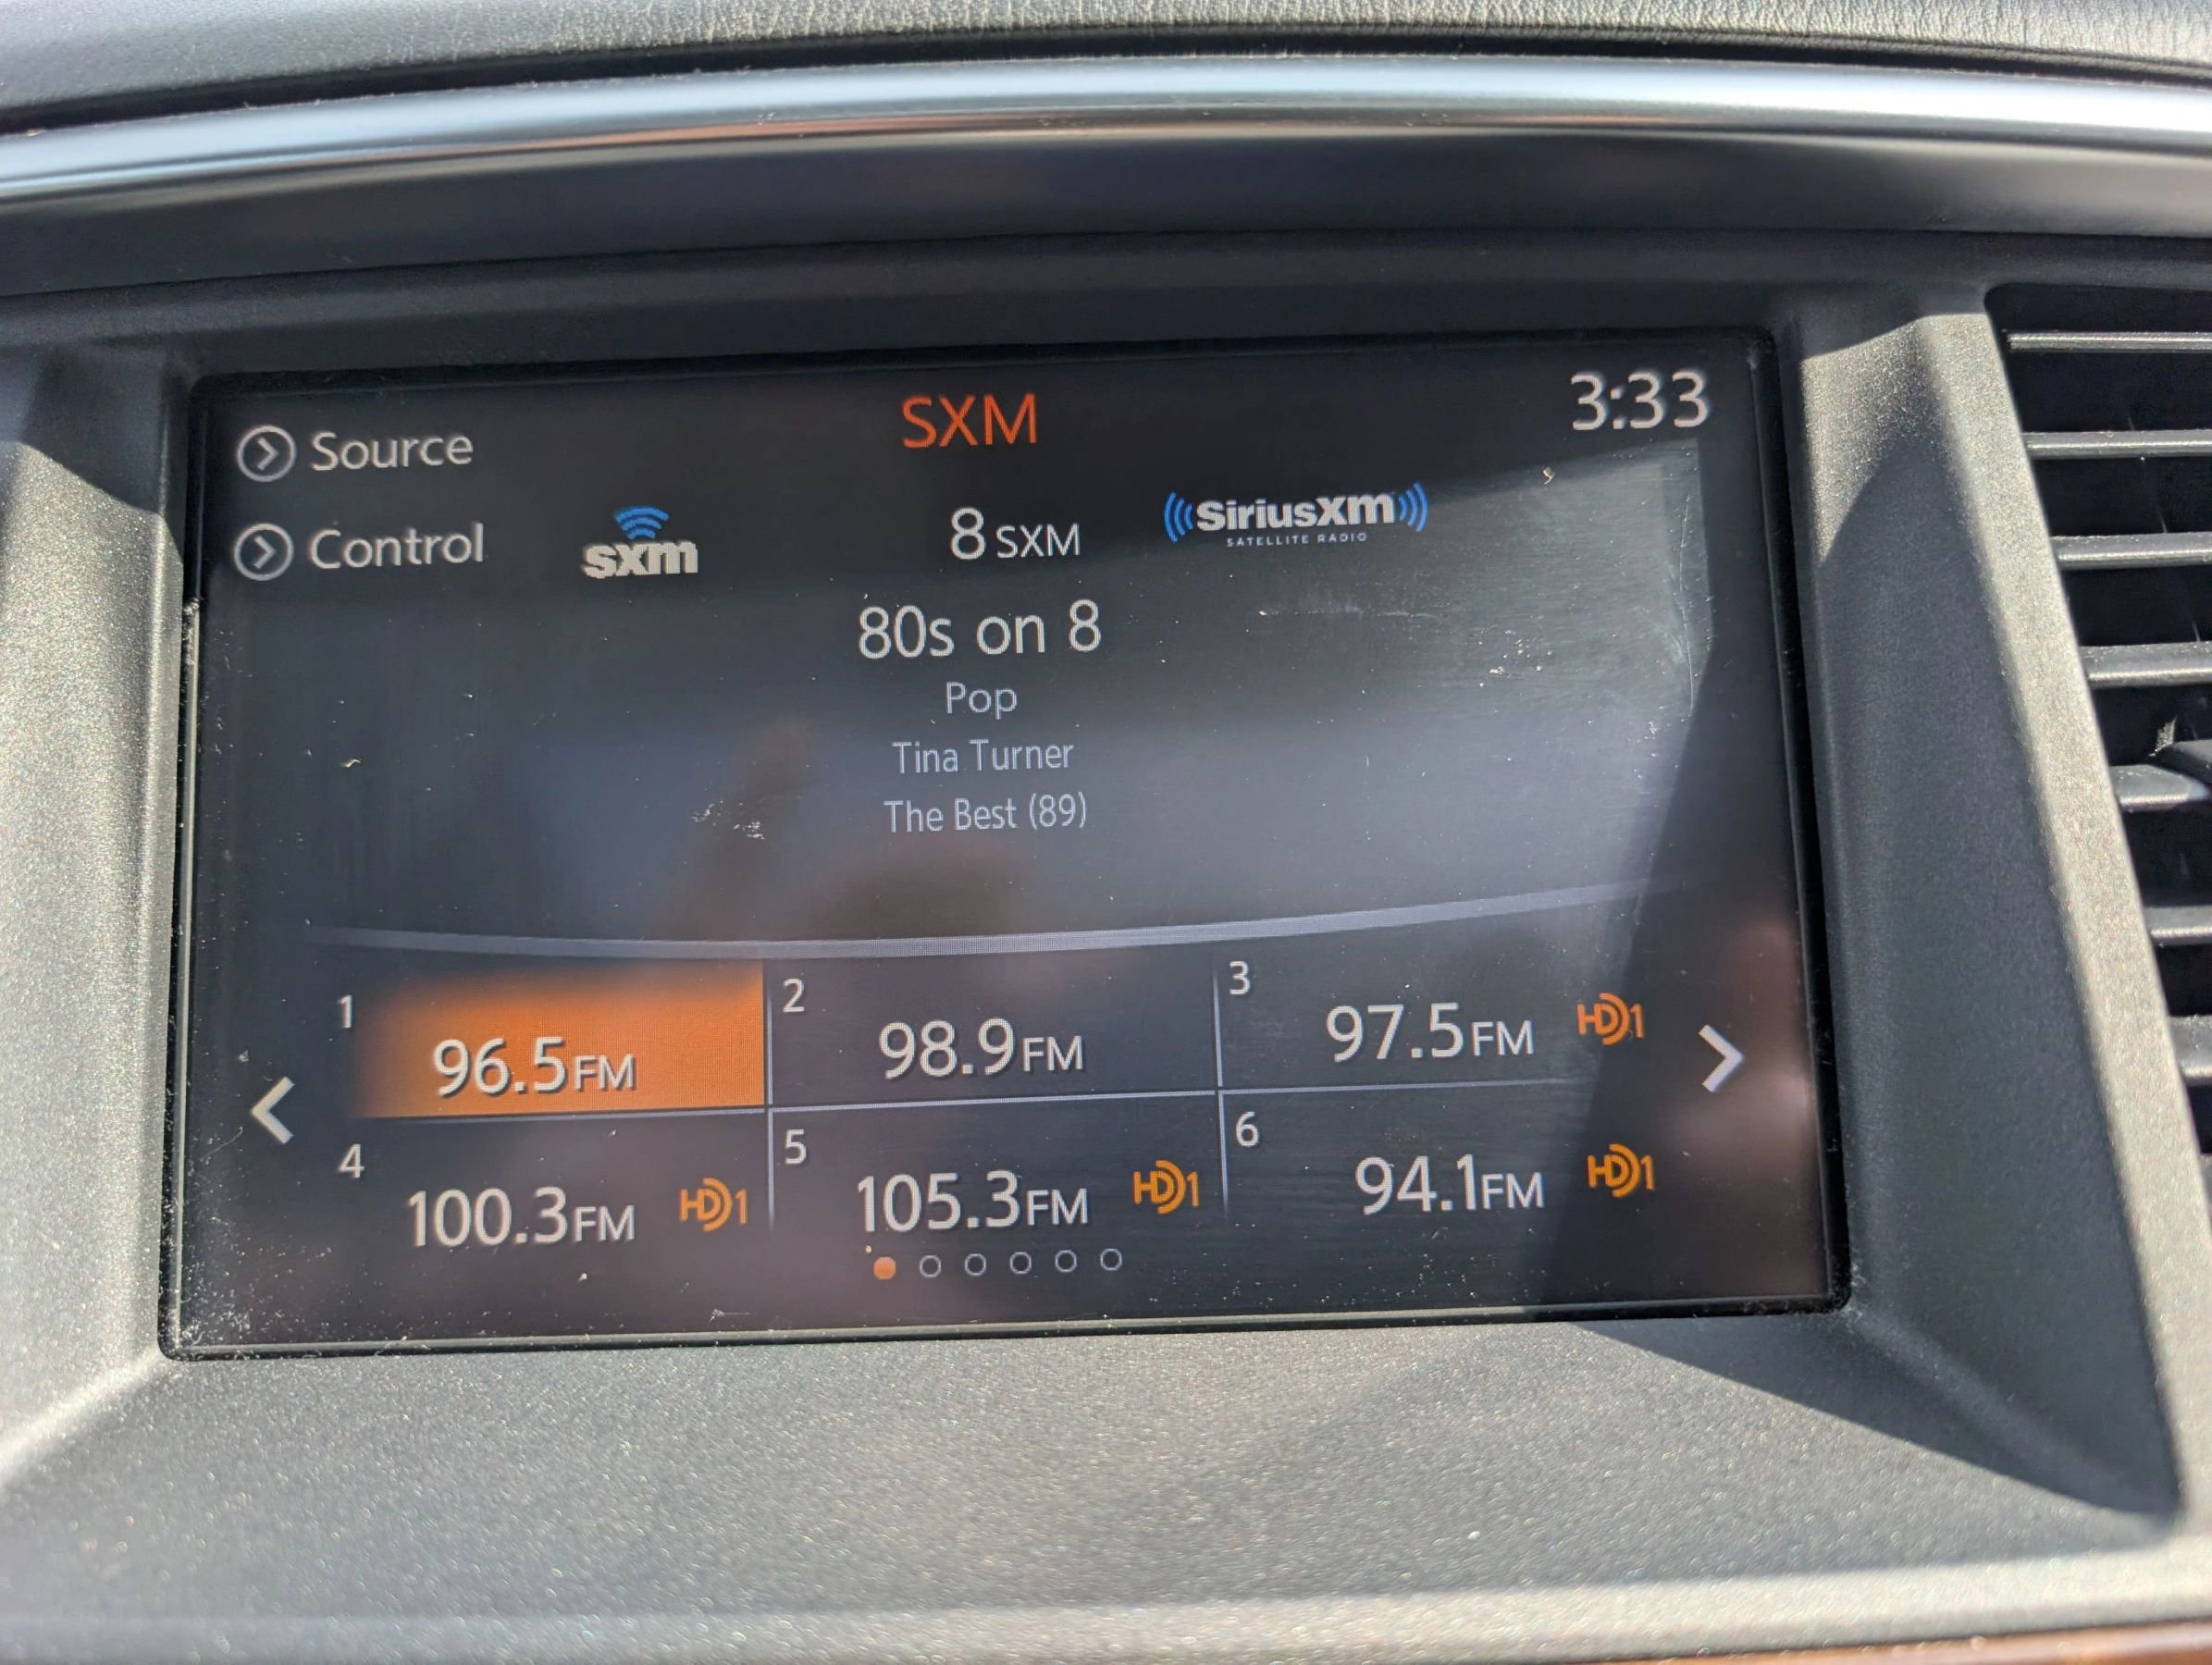 SXM
3:33
Source
Control
sxm
8 SXM
SiriusXM
SATELLITE RADIO
80s on 8
Pop
Tina Turner
The Best (89)
1
96.5FM
2
98.9FM
3
97.5FM HD1
4
100.3FM HD1
5
105.3FM HD1
6
94.1FM HD1